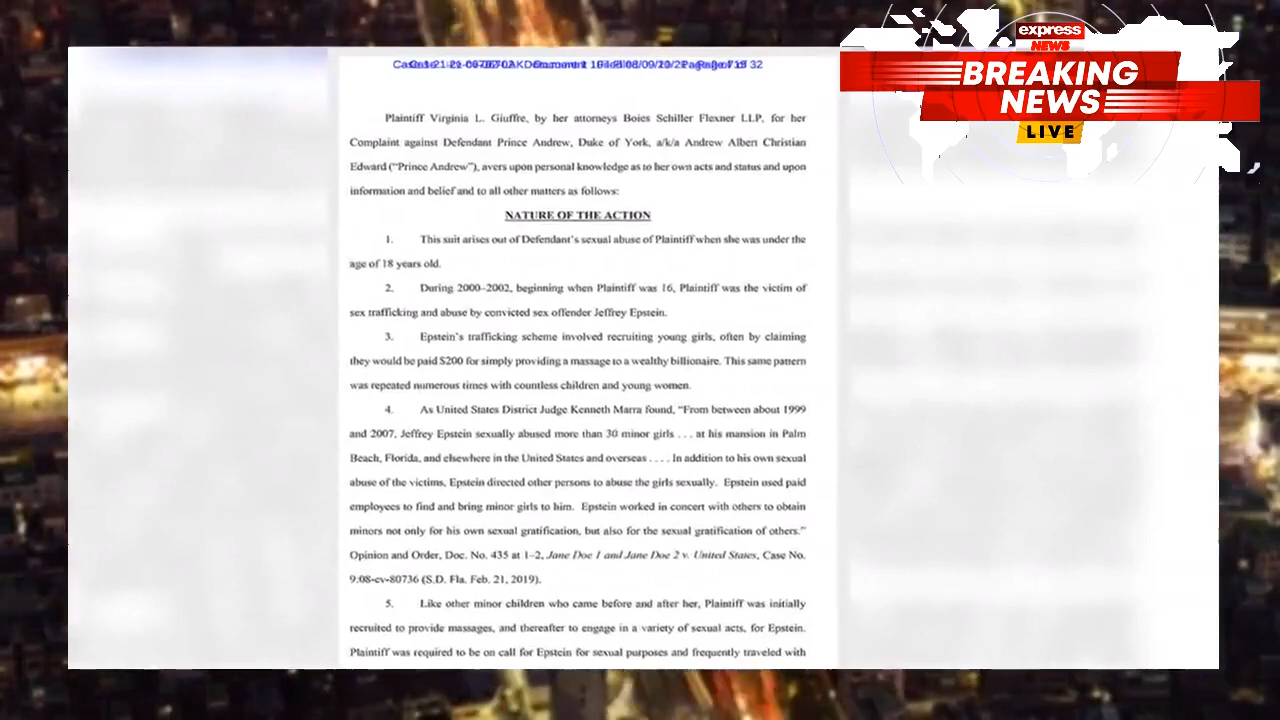 express
NEWS
BREAKING
NEWS
LIVE
Plaintiff Virginia L. Giuffre, by her attorneys Boies Schiller Flexner LLP, for her
Complaint against Defendant Prince Andrew, Duke of York, a/k/a Andrew Albert Christian
Edward (“Prince Andrew”), avers upon personal knowledge as to her own acts and status and upon
information and belief and to all other matters as follows:
NATURE OF THE ACTION
1. This suit arises out of Defendant’s sexual abuse of Plaintiff when she was under the
age of 18 years old.
2. During 2000–2002, beginning when Plaintiff was 16, Plaintiff was the victim of
sex trafficking and abuse by convicted sex offender Jeffrey Epstein.
3. Epstein’s trafficking scheme involved recruiting young girls, often by claiming
they would be paid $200 for simply providing a massage to a wealthy billionaire. This same pattern
was repeated numerous times with countless children and young women.
4. As United States District Judge Kenneth Marra found, “From between about 1999
and 2007, Jeffrey Epstein sexually abused more than 30 minor girls . . . at his mansion in Palm
Beach, Florida, and elsewhere in the United States and overseas . . . . In addition to his own sexual
abuse of the victims, Epstein directed other persons to abuse the girls sexually. Epstein used paid
employees to find and bring minor girls to him. Epstein worked in concert with others to obtain
minors not only for his own sexual gratification, but also for the sexual gratification of others.”
Opinion and Order, Doc. No. 435 at 1–2, Jane Doe 1 and Jane Doe 2 v. United States, Case No.
9:08-cv-80736 (S.D. Fla. Feb. 21, 2019).
5. Like other minor children who came before and after her, Plaintiff was initially
recruited to provide massages, and thereafter to engage in a variety of sexual acts, for Epstein.
Plaintiff was required to be on call for Epstein for sexual purposes and frequently traveled with